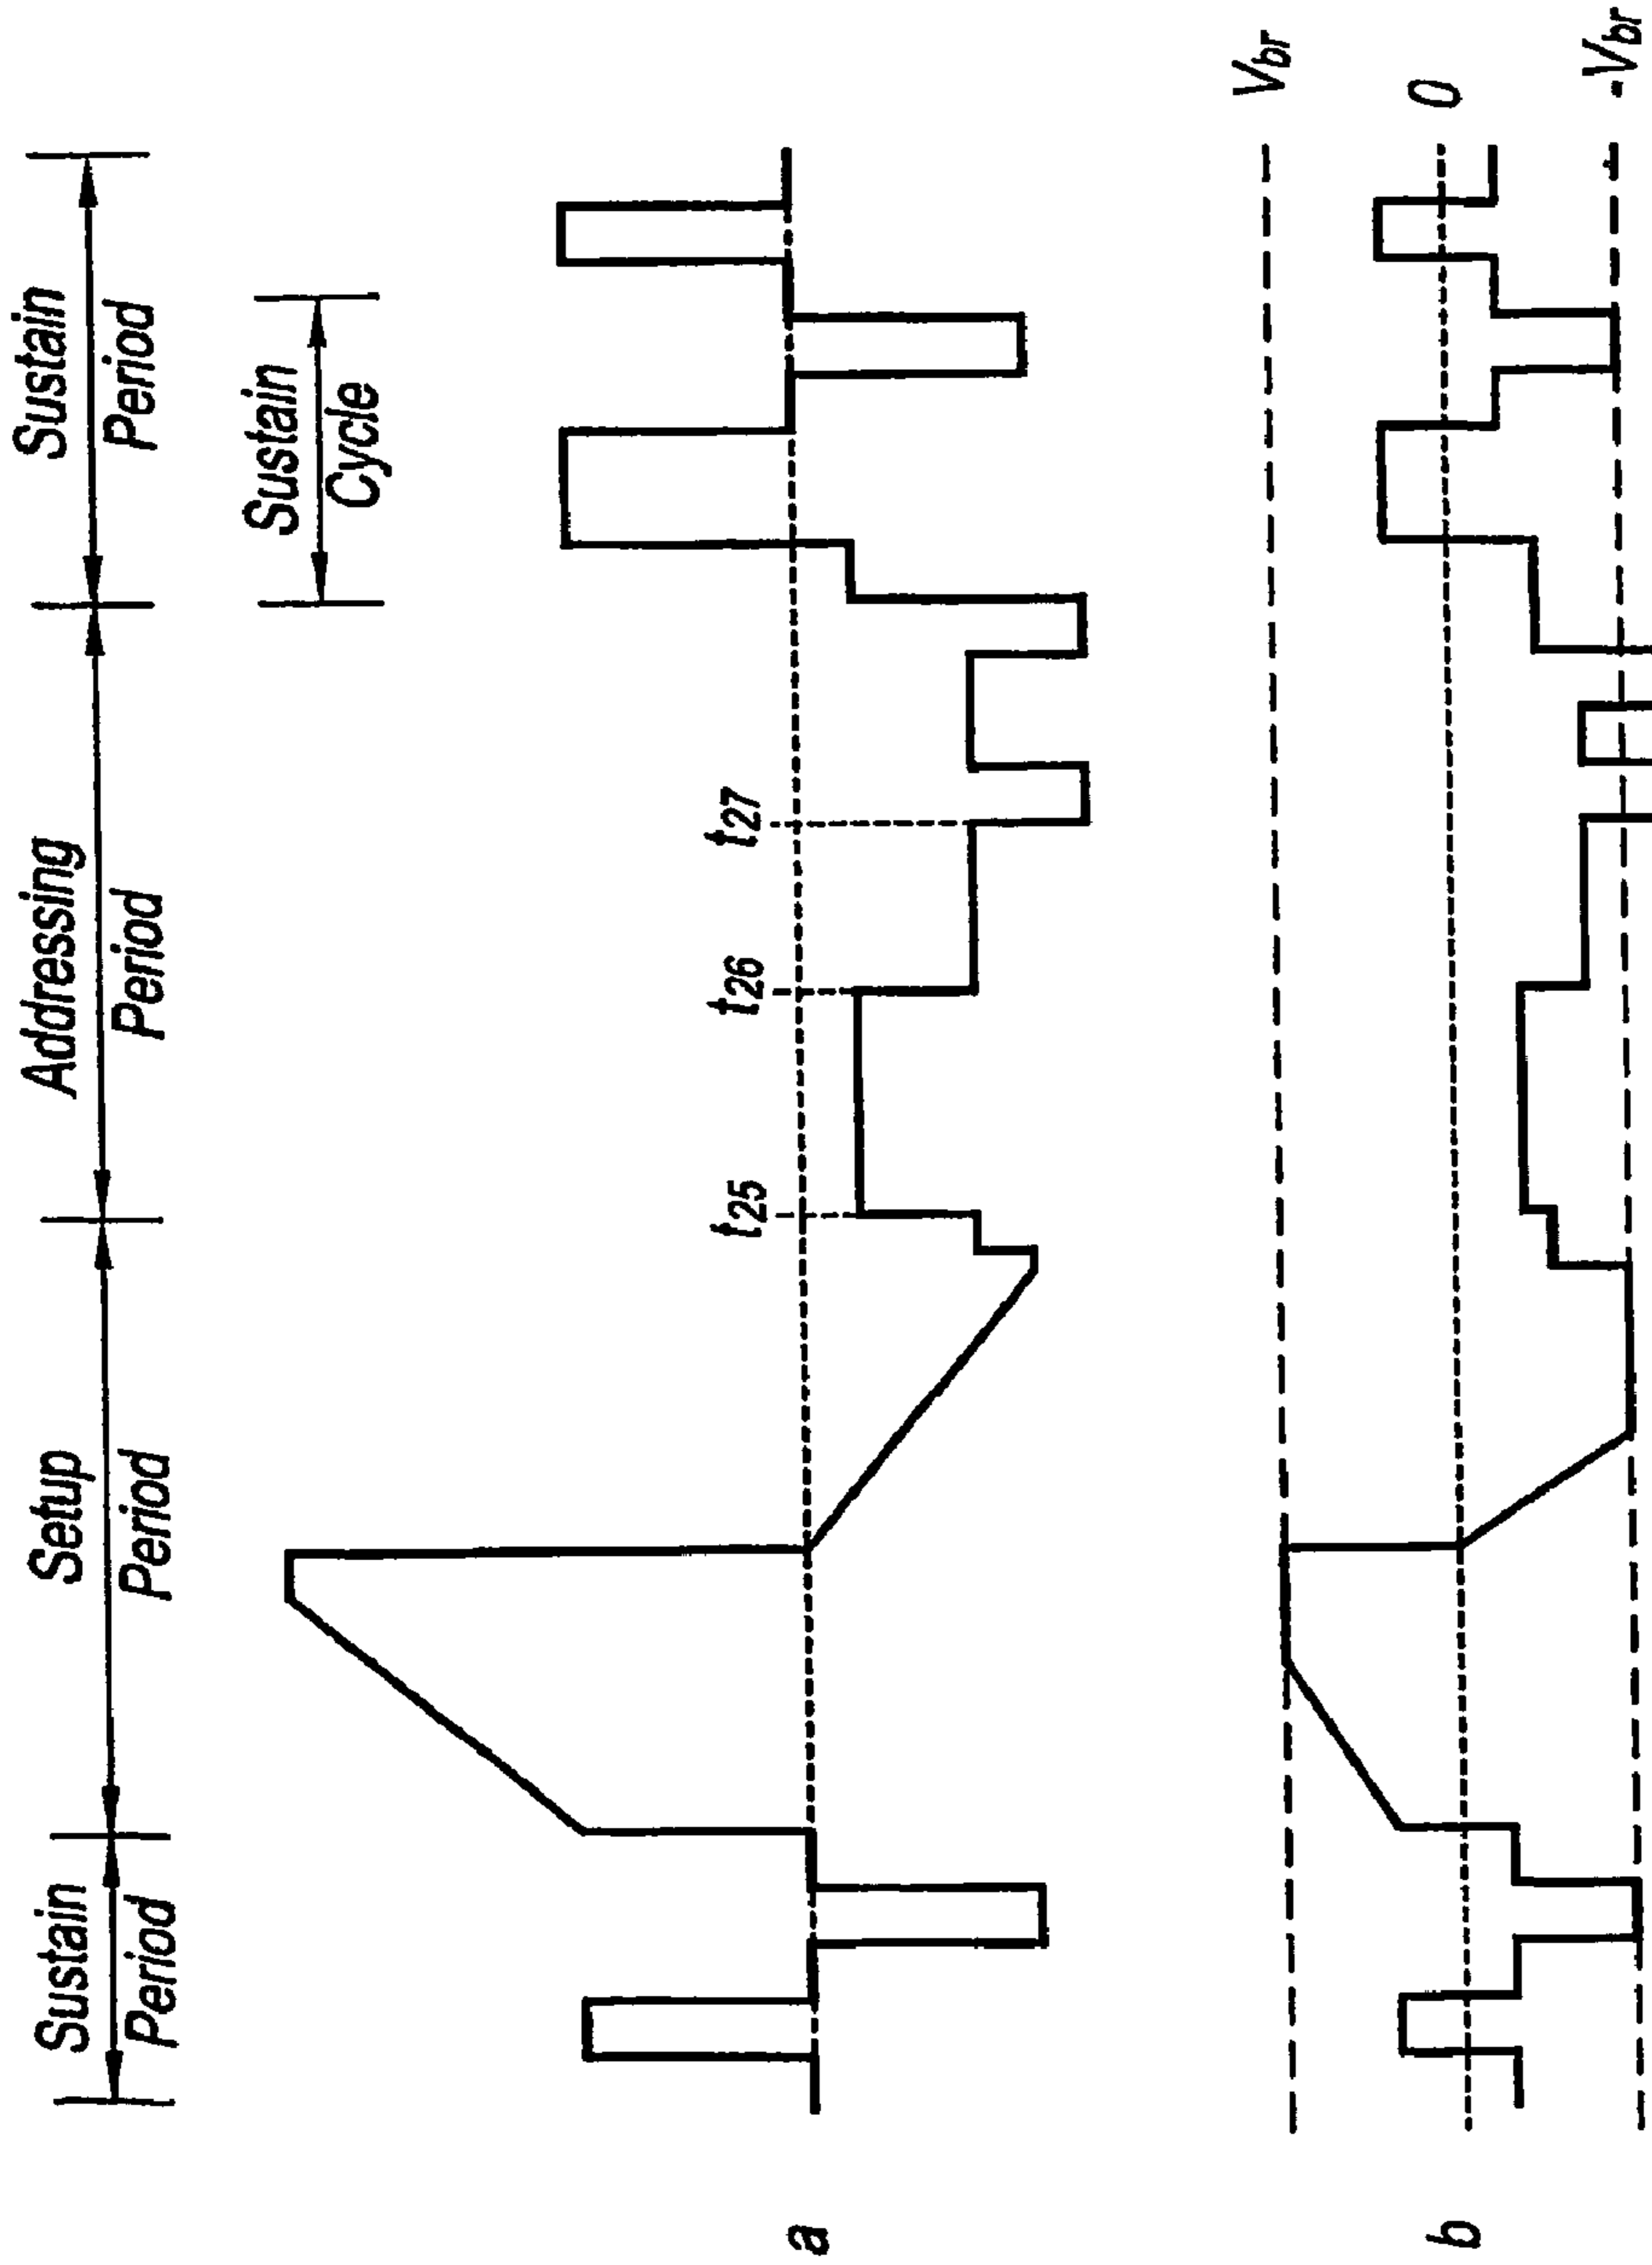 Sustain
Period
Setup
Period
Addressing
Period
Sustain
Period
Sustain
Cycle
t25
t26
t27
a
Vbr
b
0
-Vbr